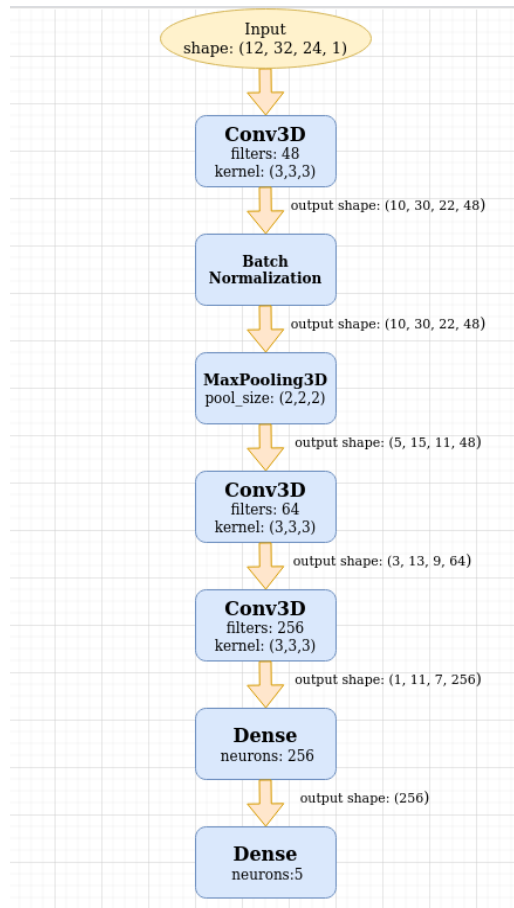 Input
shape: (12, 32, 24, 1)
Conv3D
filters: 48
kernel: (3,3,3)
output shape: (10, 30, 22, 48)
Batch
Normalization
output shape: (10, 30, 22, 48)
MaxPooling3D
pool_size: (2,2,2)
output shape: (5, 15, 11, 48)
Conv3D
filters: 64
kernel: (3,3,3)
output shape: (3, 13, 9, 64)
Conv3D
filters: 256
kernel: (3,3,3)
output shape: (1, 11, 7, 256)
Dense
neurons: 256
output shape: (256)
Dense
neurons:5